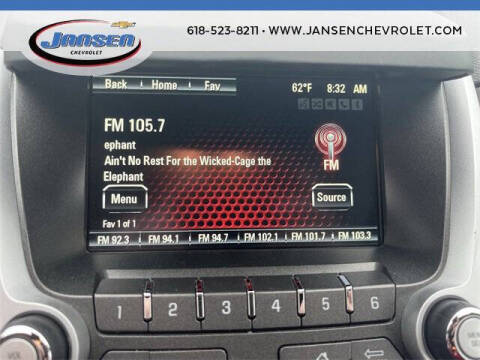 JANSEN
CHEVROLET
618-523-8211 • WWW.JANSENCHEVROLET.COM
Back Home Fav 62°F 8:32 AM
FM 105.7
ephant
Ain't No Rest For the Wicked-Cage the
Elephant
FM
Menu Source
Fav 1 of 1
FM 92.3 FM 94.1 FM 94.7 FM 102.1 FM 101.7 FM 103.3
1 2 3 4 5 6
VOL
MENU